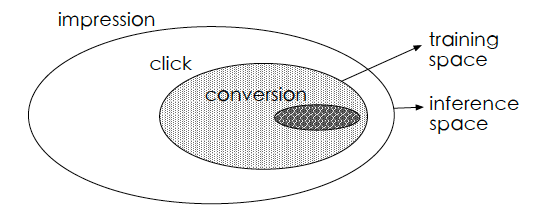 impression
click
conversion
training
space
inference
space